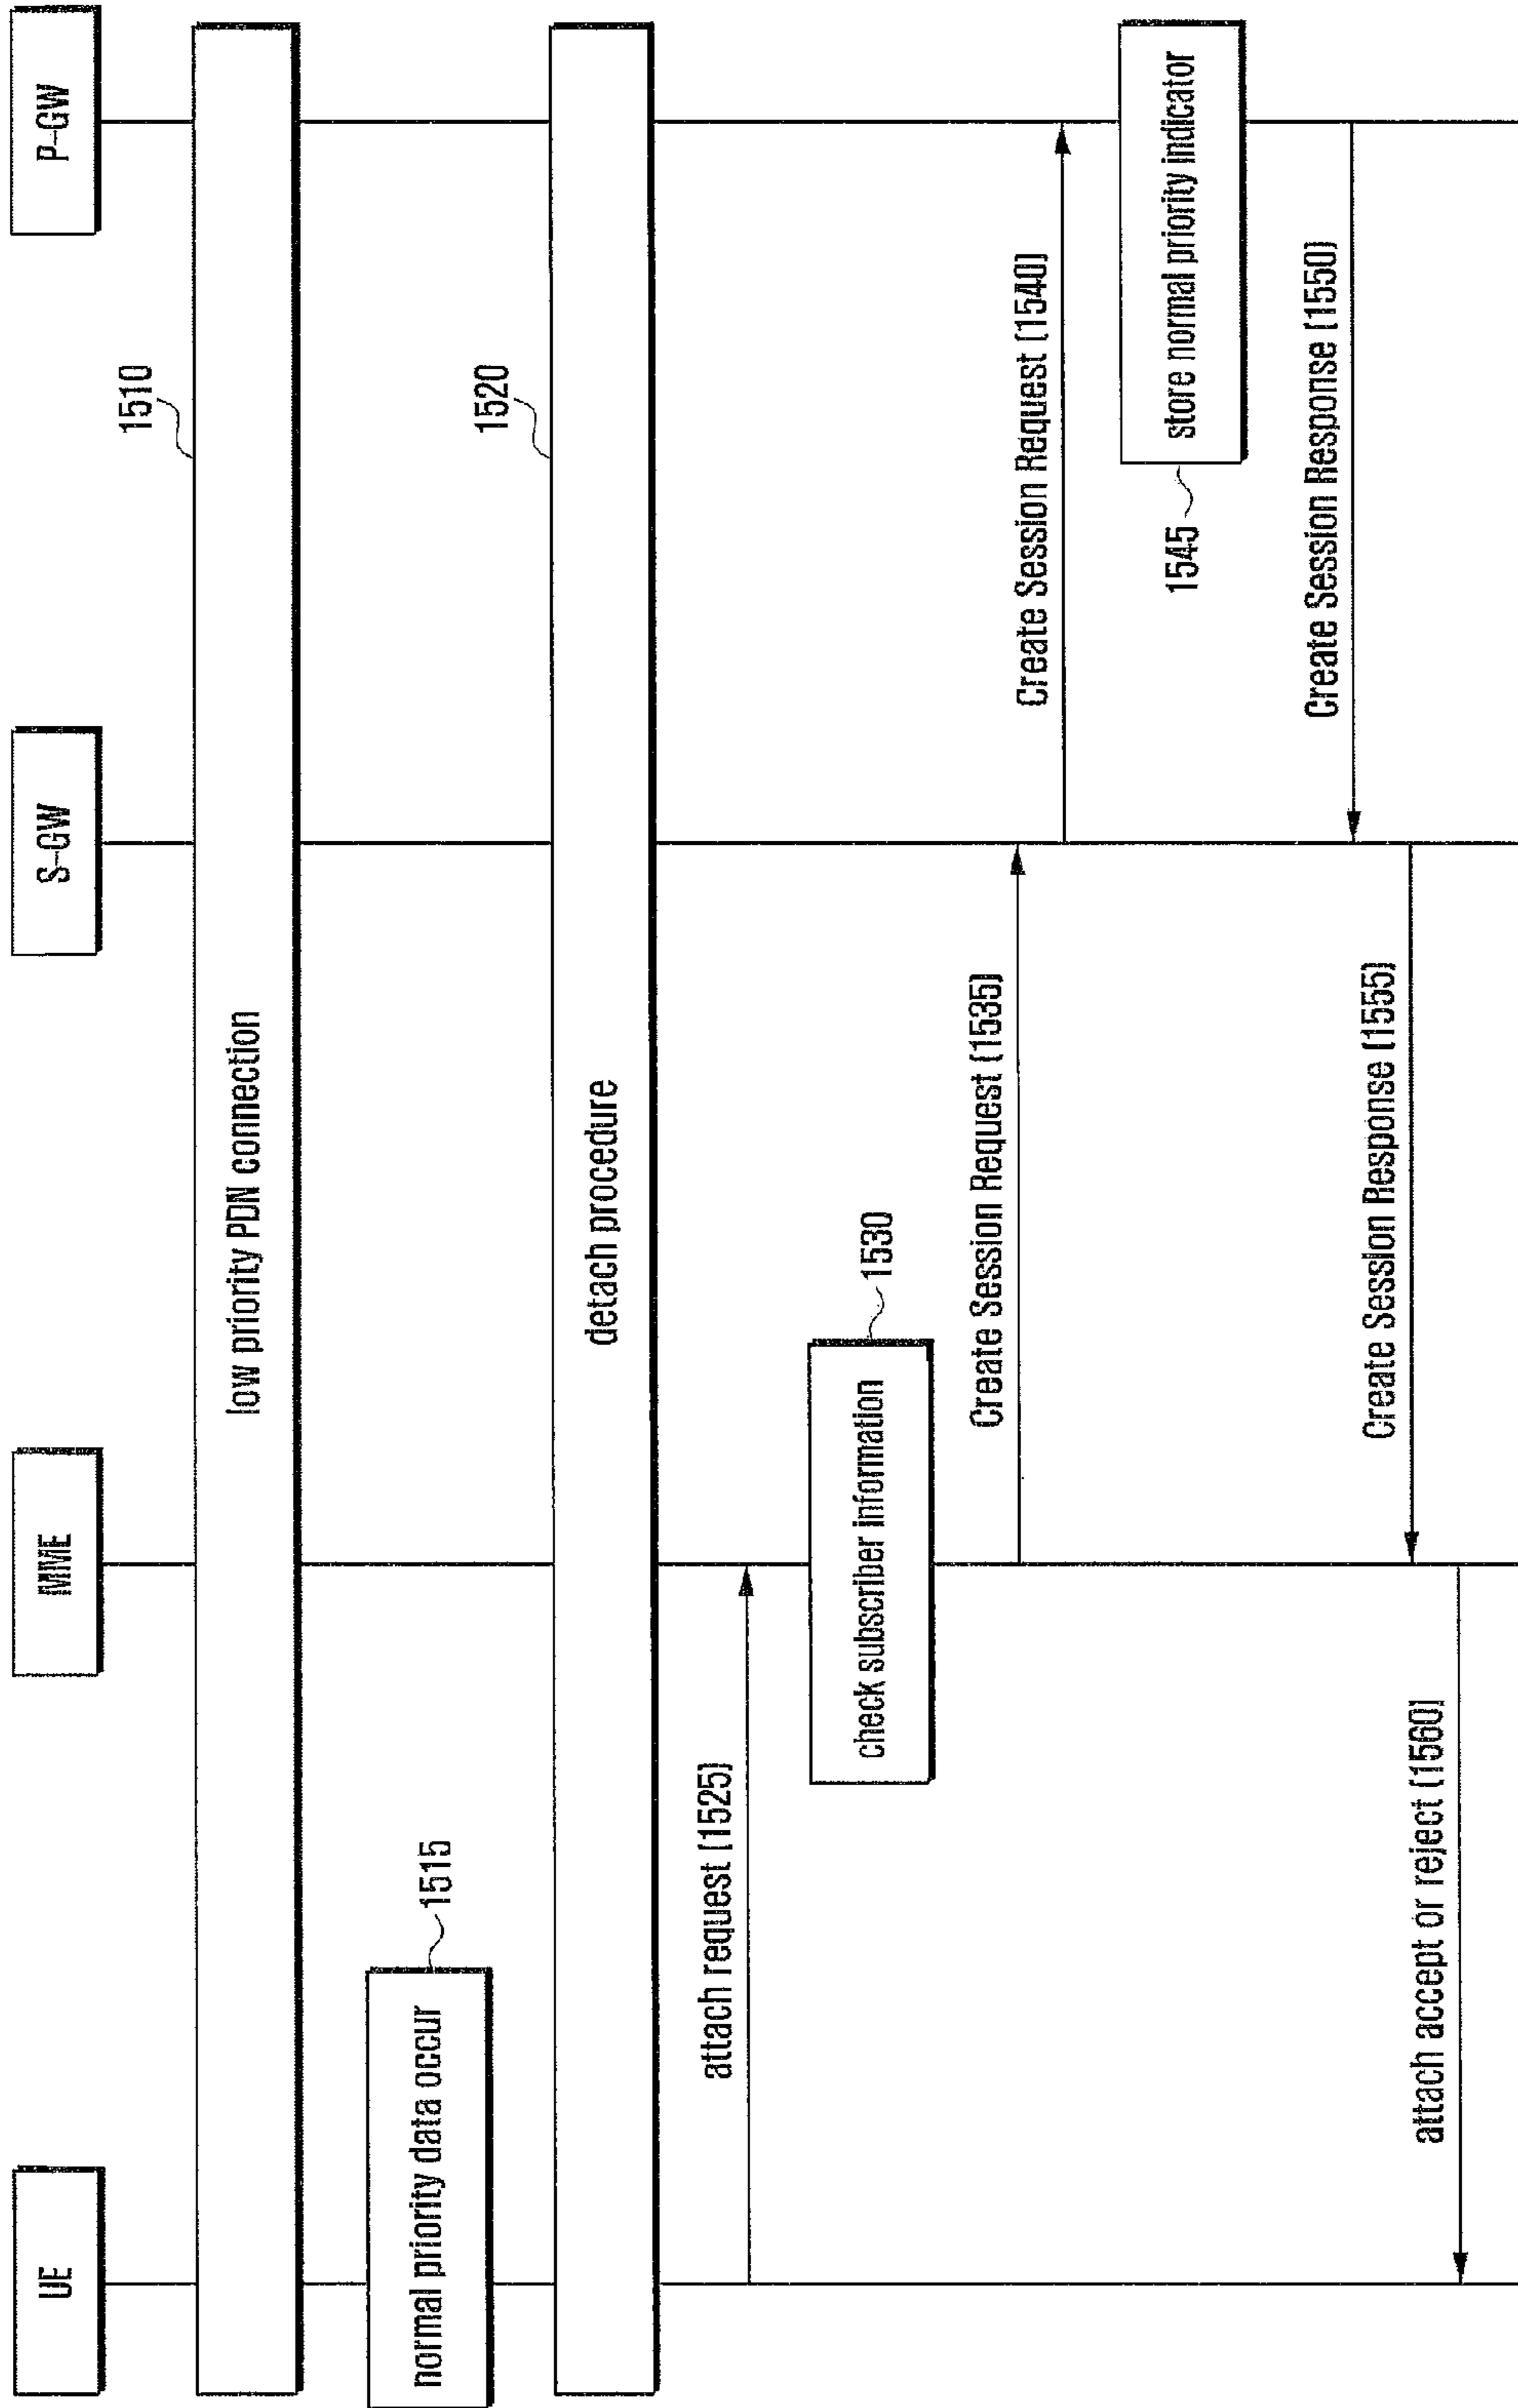 UE
MME
S-GW
P-GW
1510
low priority PDN connection
normal priority data occur
1515
1520
detach procedure
attach request (1525)
check subscriber information
1530
Create Session Request (1535)
Create Session Request (1540)
store normal priority indicator
1545
Create Session Response (1550)
Create Session Response (1555)
attach accept or reject (1560)